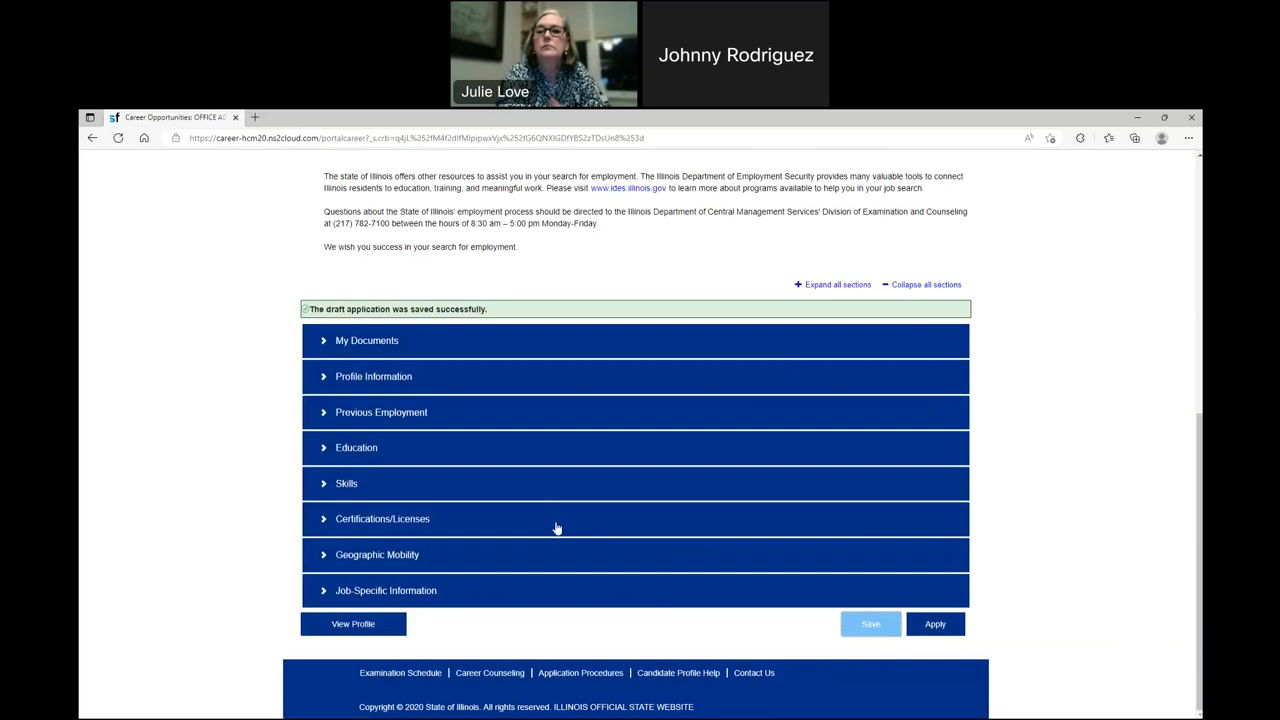 Johnny Rodriguez
Julie Love
Career Opportunities: OFFICE AD
The state of Illinois offers other resources to assist you in your search for employment. The Illinois Department of Employment Security provides many valuable tools to connect
Illinois residents to education, training, and meaningful work. Please visit www.ides.illinois.gov to learn more about programs available to help you in your job search.
Questions about the State of Illinois' employment process should be directed to the Illinois Department of Central Management Services' Division of Examination and Counseling
at (217) 782-7100 between the hours of 8:30 am – 5:00 pm Monday-Friday.
We wish you success in your search for employment.
Expand all sections Collapse all sections
The draft application was saved successfully.
My Documents
Profile Information
Previous Employment
Education
Skills
Certifications/Licenses
Geographic Mobility
Job-Specific Information
View Profile Save Apply
Examination Schedule | Career Counseling | Application Procedures | Candidate Profile Help | Contact Us
Copyright © 2020 State of Illinois. All rights reserved. ILLINOIS OFFICIAL STATE WEBSITE